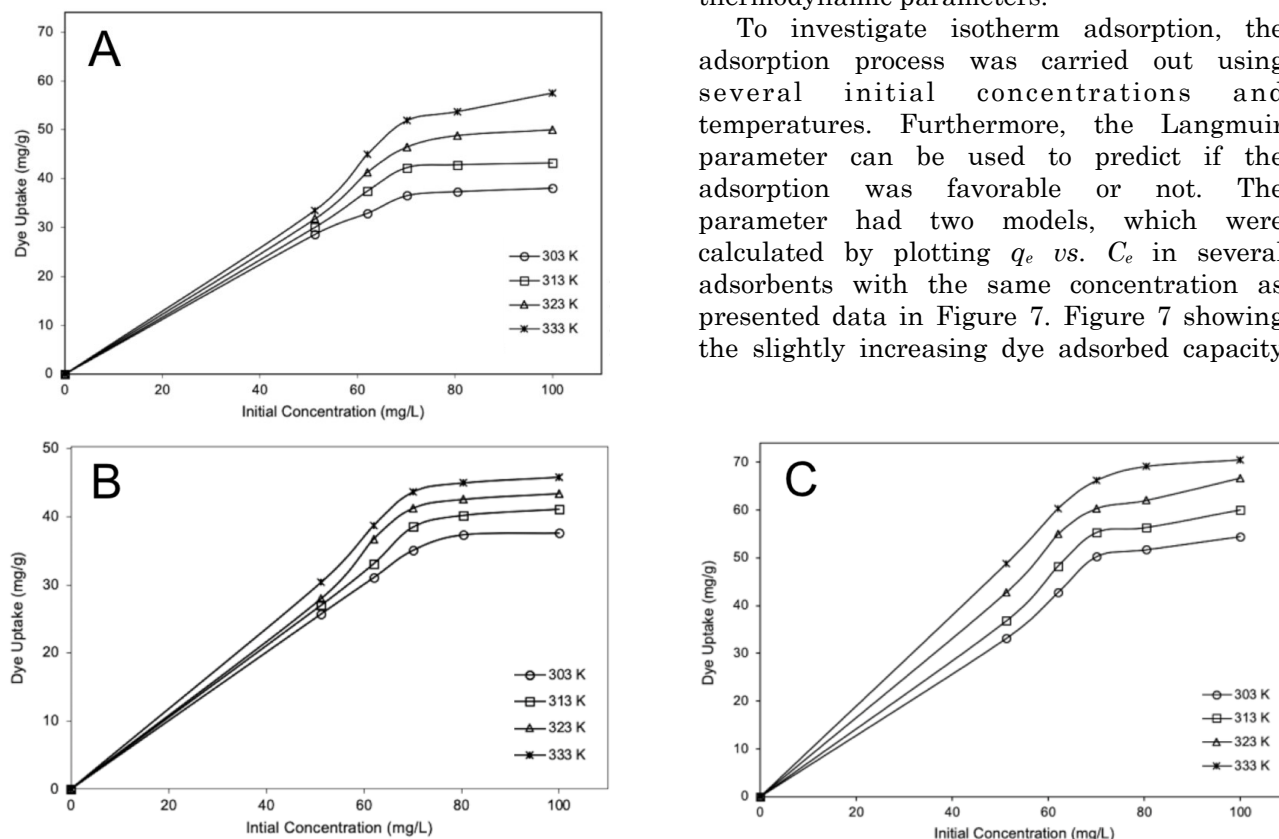 thermodynamic parameters.
To investigate isotherm adsorption, the
adsorption process was carried out using
several initial concentrations and
temperatures. Furthermore, the Langmuir
parameter can be used to predict if the
adsorption was favorable or not. The
parameter had two models, which were
calculated by plotting qe vs. Ce in several
adsorbents with the same concentration as
presented data in Figure 7. Figure 7 showing
the slightly increasing dye adsorbed capacity
A
Dye Uptake (mg/g)
70
60
50
40
30
20
10
0
0 20 40 60 80 100
Initial Concentration (mg/L)
303 K
313 K
323 K
333 K
B
Dye Uptake (mg/g)
50
40
30
20
10
0
0 20 40 60 80 100
Intial Concentration (mg/L)
303 K
313 K
323 K
333 K
C
Dye Uptake (mg/g)
70
60
50
40
30
20
10
0
0 20 40 60 80 100
Initial Concentration (mg/L)
303 K
313 K
323 K
333 K